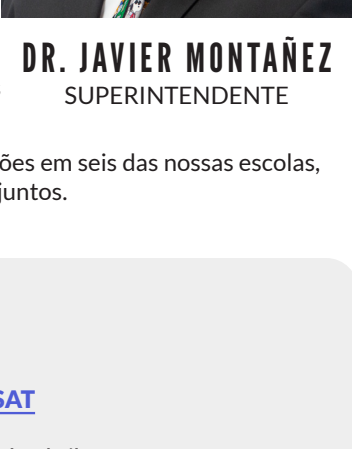 DR. JAVIER MONTAÑEZ
SUPERINTENDENTE
ões em seis das nossas escolas,
juntos.
SAT